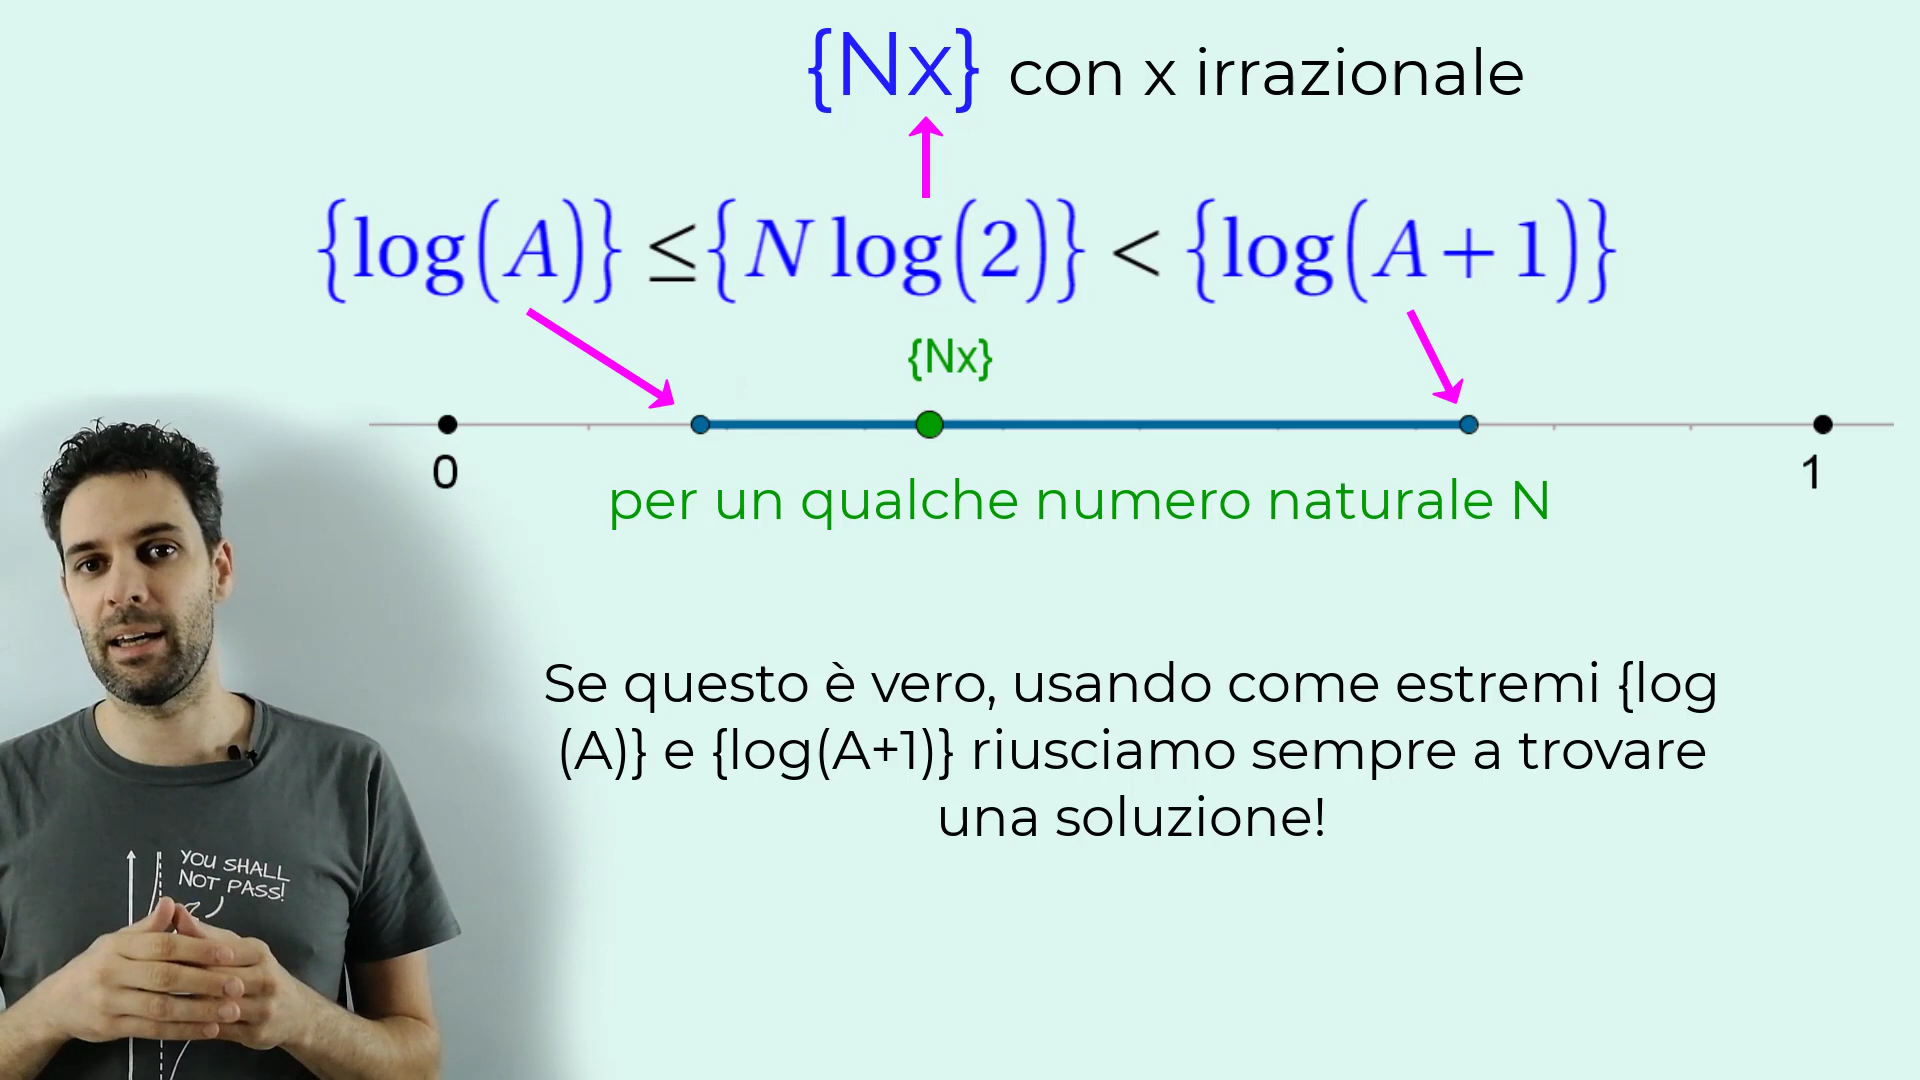 {Nx} con x irrazionale
{log(A)} ≤ {N log(2)} < {log(A+1)}
{Nx}
0
1
per un qualche numero naturale N
Se questo è vero, usando come estremi {log
(A)} e {log(A+1)} riusciamo sempre a trovare
una soluzione!
YOU SHALL
NOT PASS!